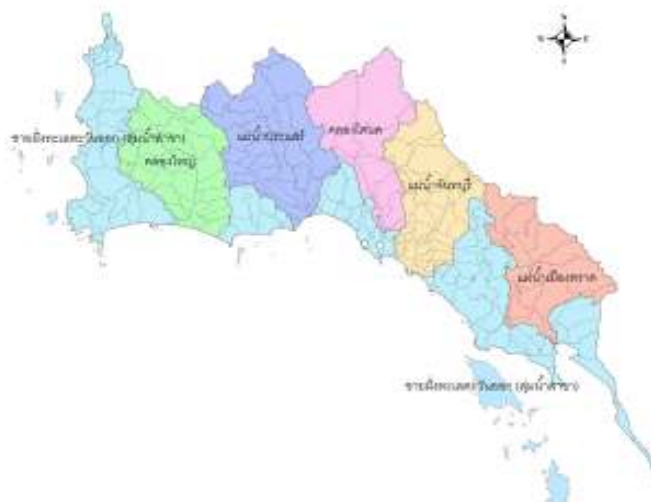 N
W E
S
ชายฝั่งทะเลตะวันออก (ลุ่มน้ำสาขา)
คลองใหญ่
แม่น้ำประแสร์
คลองโตนด
แม่น้ำจันทบุรี
แม่น้ำเมืองตราด
ชายฝั่งทะเลตะวันออก (ลุ่มน้ำสาขา)